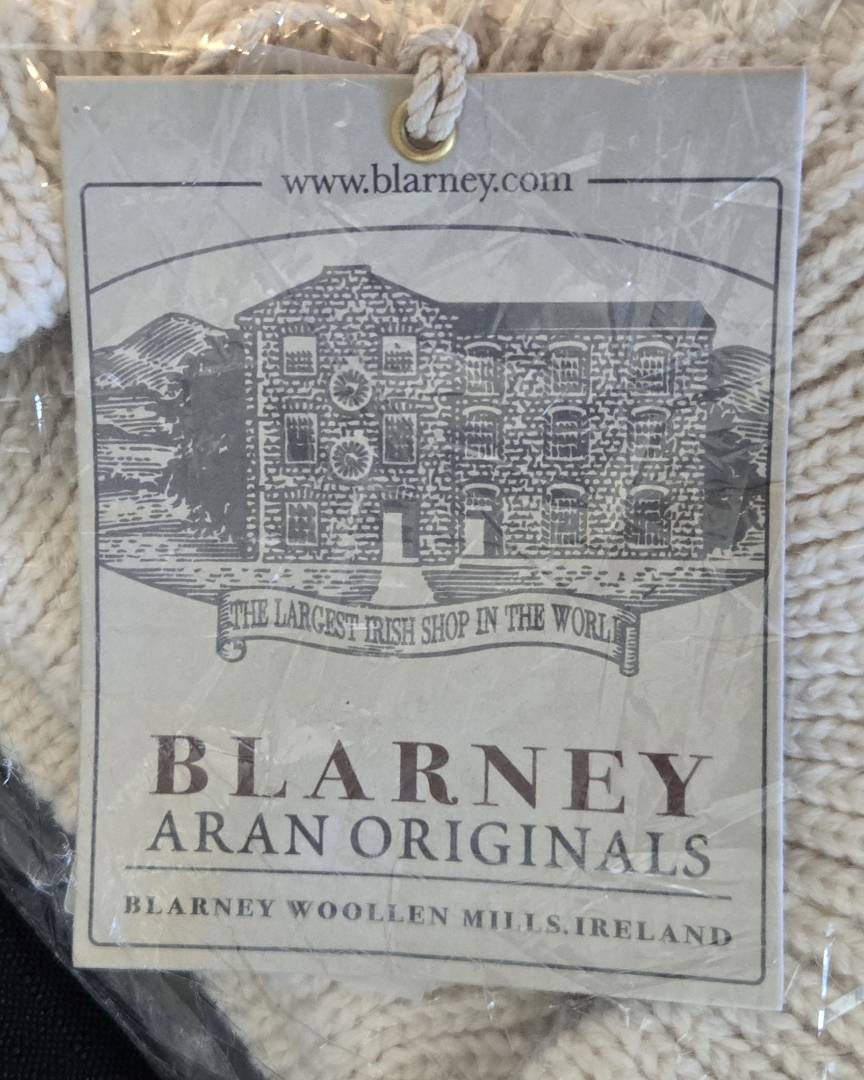 www.blarney.com
THE LARGEST IRISH SHOP IN THE WORL
BLARNEY
ARAN ORIGINALS
BLARNEY WOOLLEN MILLS.IRELAND